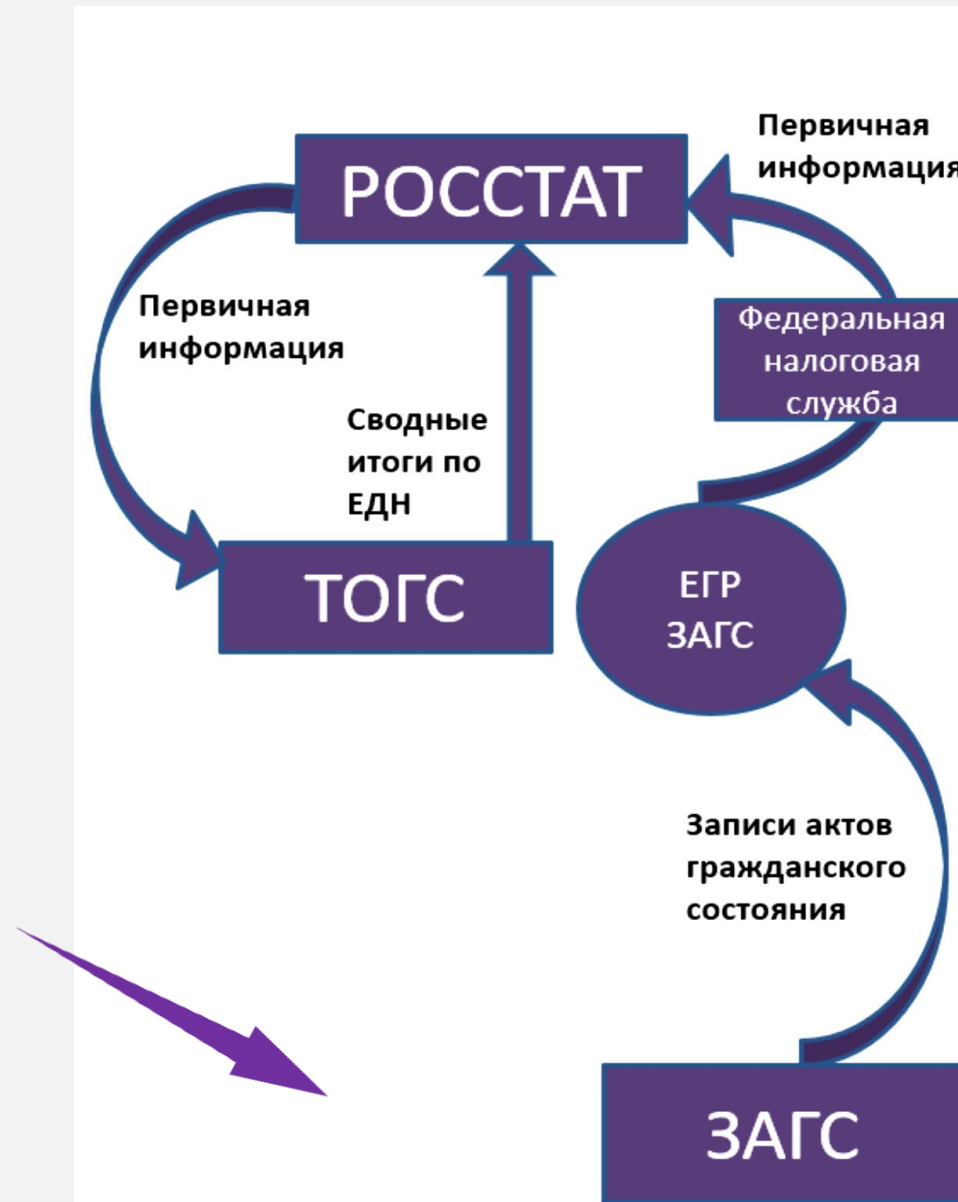 Первичная
информация
РОССТАТ
Первичная
информация
Федеральная
налоговая
служба
Сводные
итоги по
ЕДН
ТОГС
ЕГР
ЗАГС
Записи актов
гражданского
состояния
ЗАГС